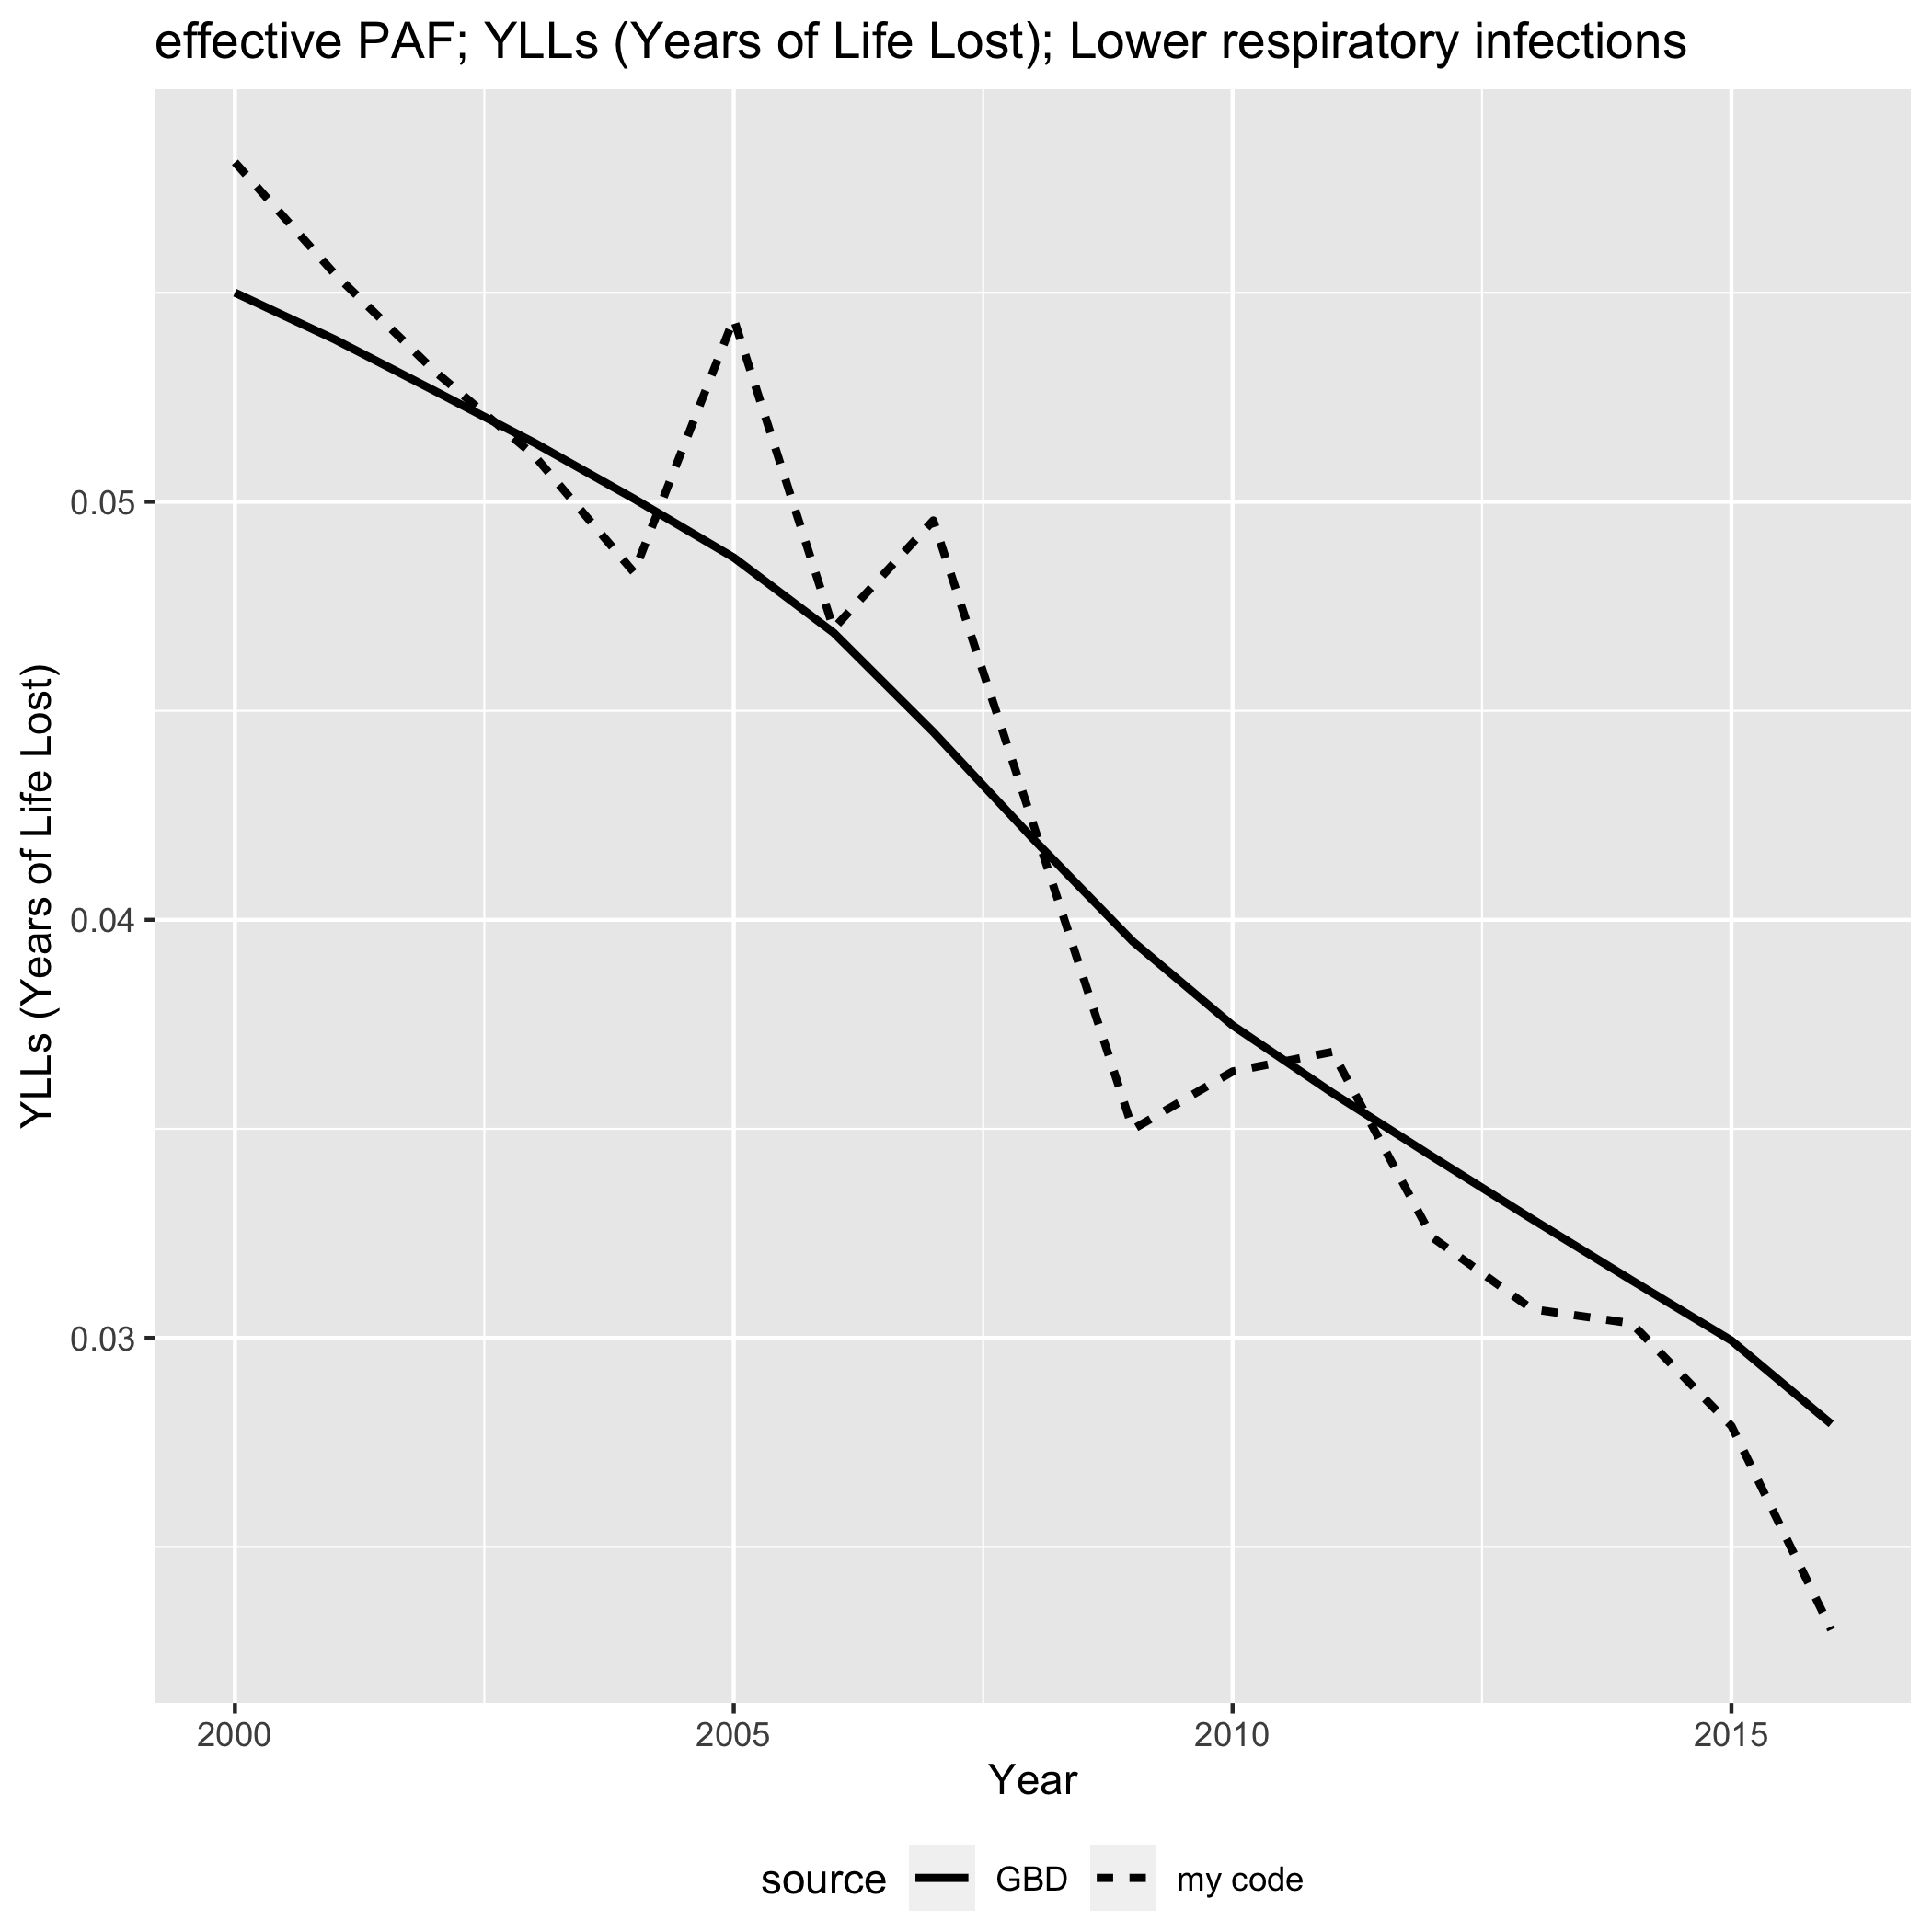 effective PAF; YLLs (Years of Life Lost); Lower respiratory infections
YLLs (Years of Life Lost)
0.05
0.04
0.03
2000 2005 2010 2015
Year
source GBD my code